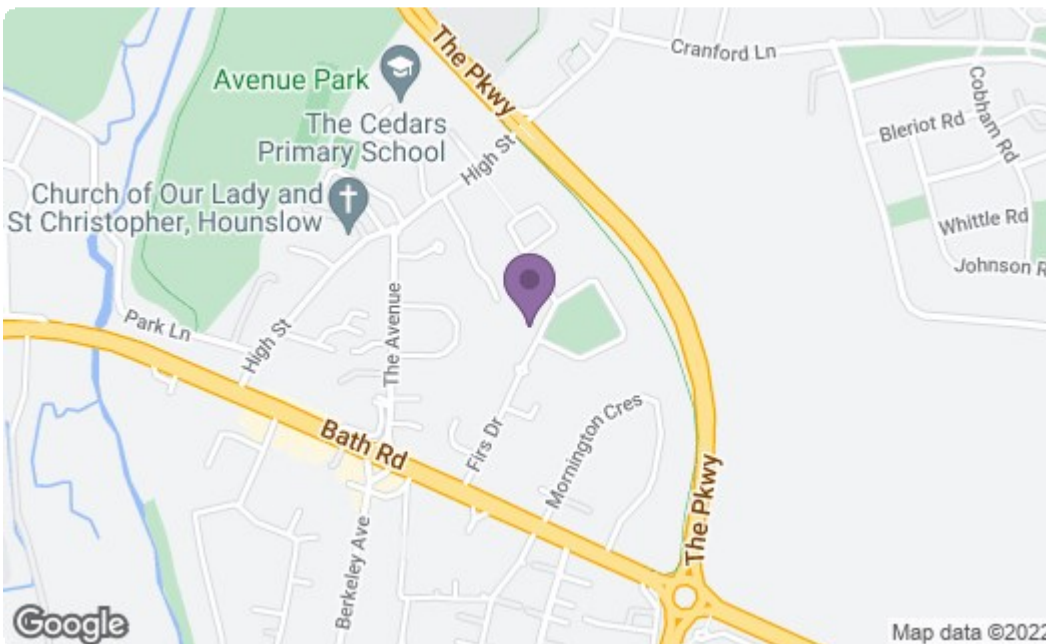 The Pkwy
Cranford Ln
Avenue Park
The Cedars
Primary School
High St
Cobham Rd
Bleriot Rd
Church of Our Lady and
St Christopher, Hounslow
Whittle Rd
Johnson R
Park Ln
High St
The Avenue
Bath Rd
Firs Dr
Mornington Cres
The Pkwy
Berkeley Ave
Google
Map data ©2022